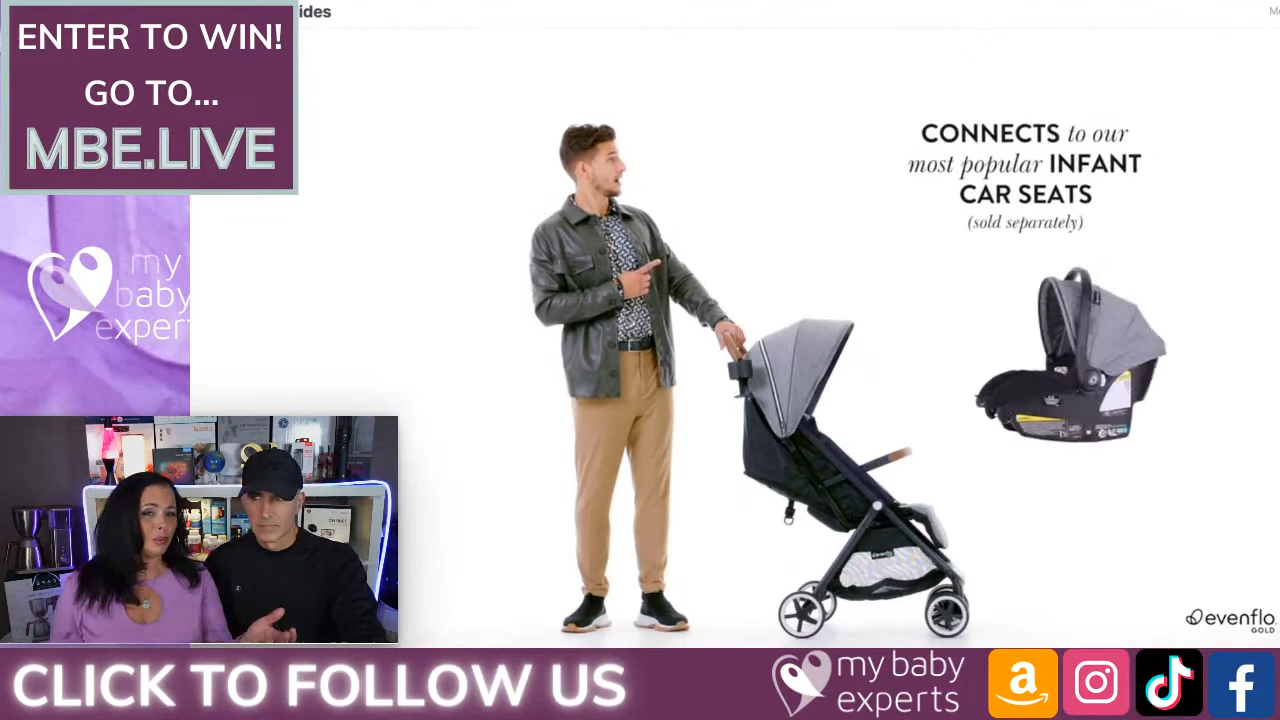 ides
ENTER TO WIN!
GO TO...
MBE.LIVE
CONNECTS to our
most popular INFANT
CAR SEATS
(sold separately)
my
baby
exper
evenflo
GOLD
CLICK TO FOLLOW US
my baby
experts